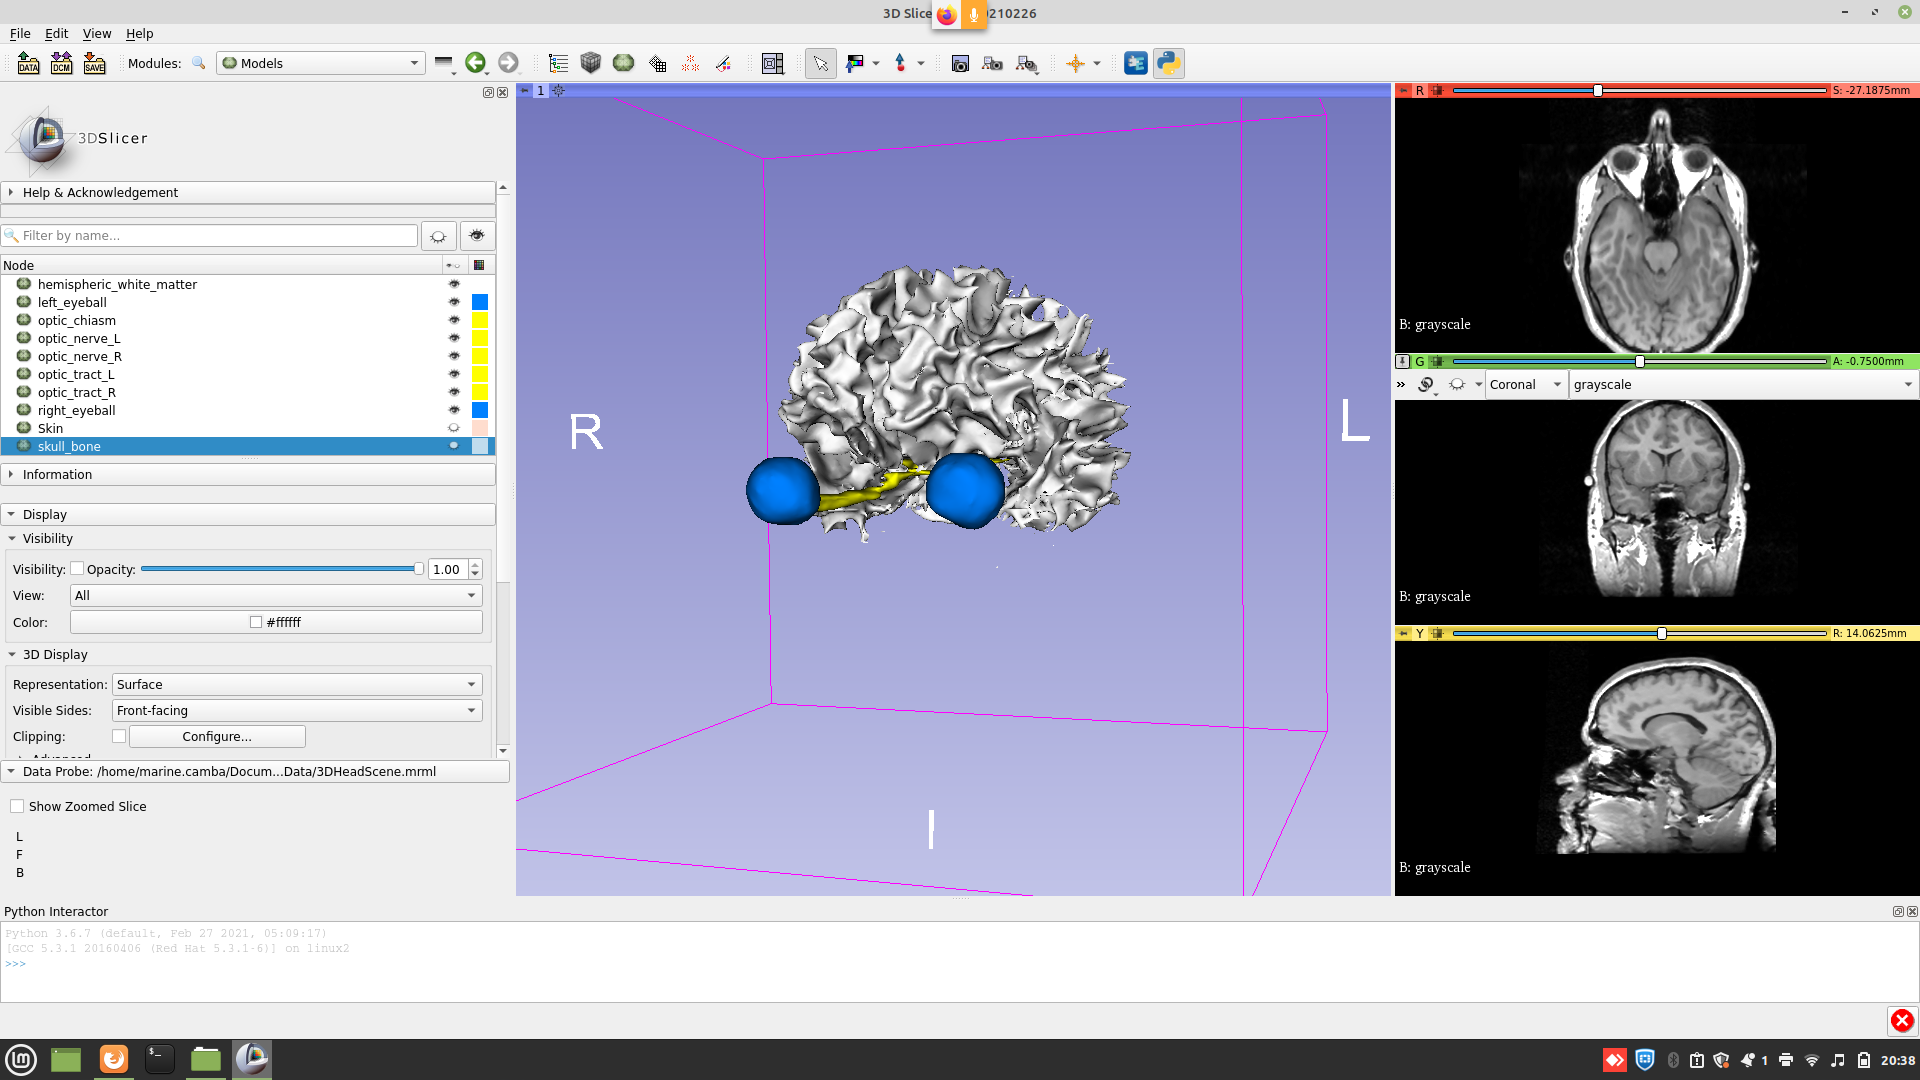 3D Slice
0210226
File Edit View Help
DATA DCM SAVE Modules: Models
1
R S: -27.1875mm
3DSlicer
Help & Acknowledgement
Filter by name...
Node
hemispheric_white_matter
left_eyeball
optic_chiasm
optic_nerve_L
optic_nerve_R
optic_tract_L
optic_tract_R
right_eyeball
Skin
skull_bone
Information
Display
Visibility
Visibility: Opacity: 1.00
View: All
Color: #ffffff
3D Display
Representation: Surface
Visible Sides: Front-facing
Clipping: Configure...
Advanced
Data Probe: /home/marine.camba/Docum...Data/3DHeadScene.mrml
Show Zoomed Slice
L
F
B
R
L
I
B: grayscale
G A: -0.7500mm
» Coronal grayscale
B: grayscale
Y R: 14.0625mm
B: grayscale
Python Interactor
Python 3.6.7 (default, Feb 27 2021, 05:09:17)
[GCC 5.3.1 20160406 (Red Hat 5.3.1-6)] on linux2
>>>
1 20:38